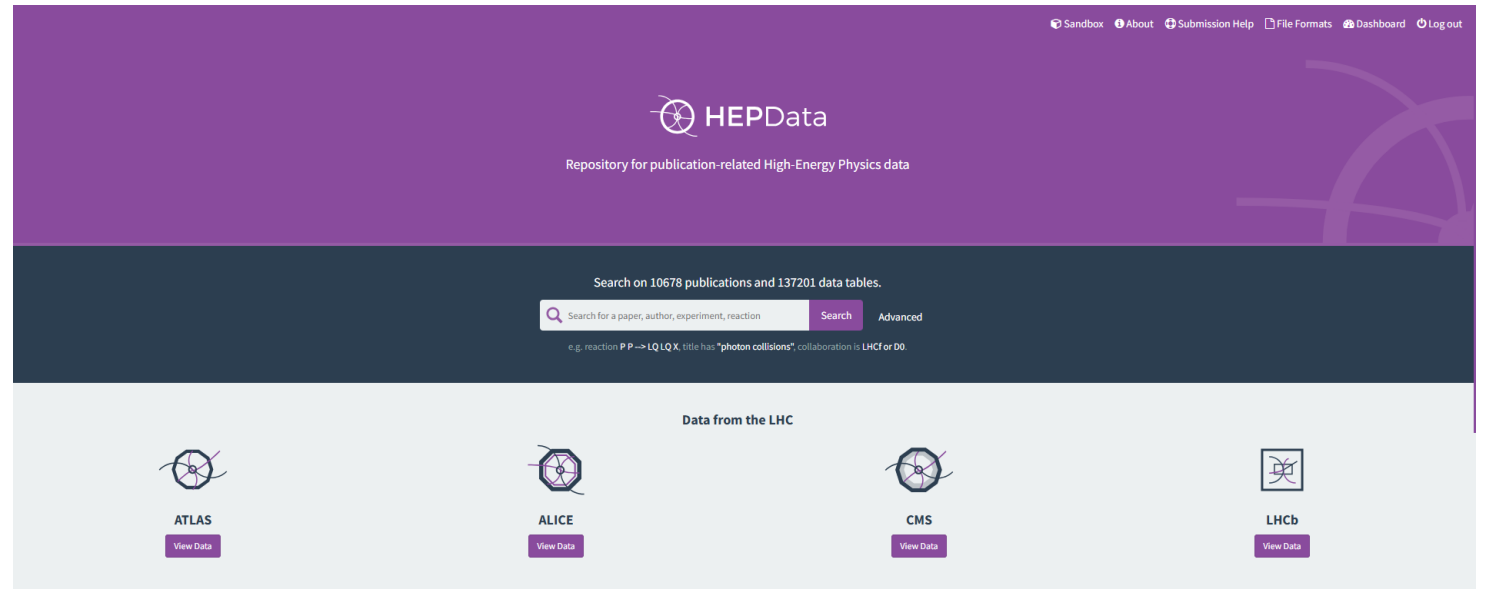 Sandbox About Submission Help File Formats Dashboard Log out
HEPData
Repository for publication-related High-Energy Physics data
Search on 10678 publications and 137201 data tables.
Search for a paper, author, experiment, reaction Search Advanced
e.g. reaction P P --> LQ LQ X, title has "photon collisions", collaboration is LHCf or D0.
Data from the LHC
ATLAS ALICE CMS LHCb
View Data View Data View Data View Data